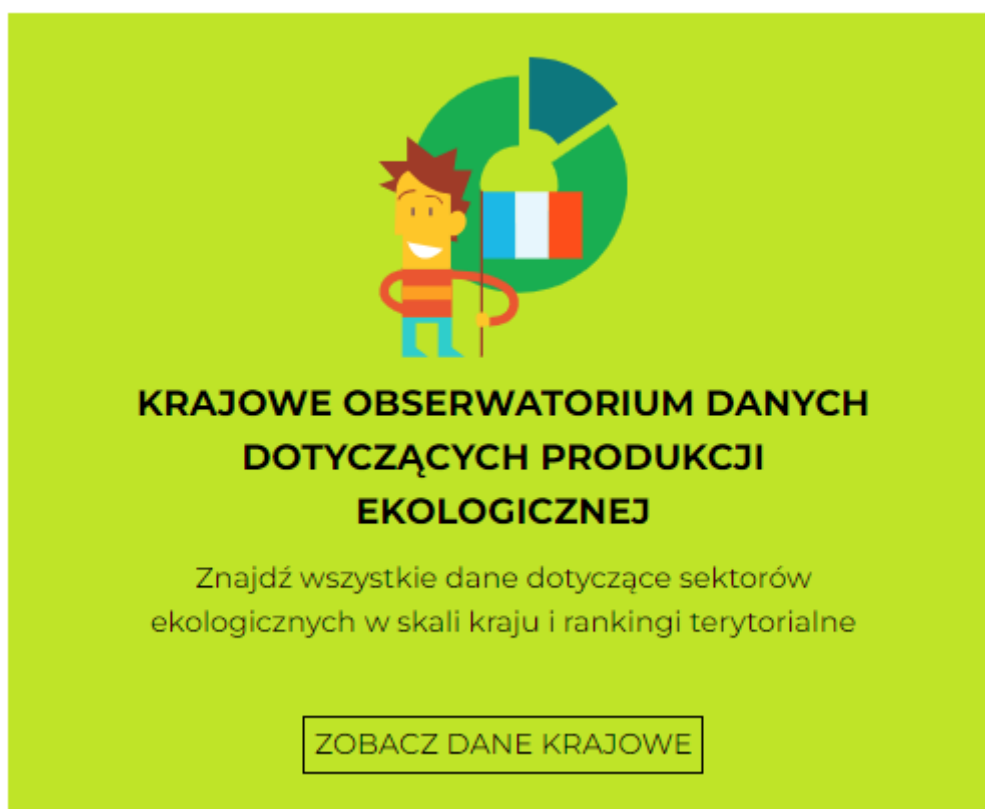 KRAJOWE OBSERWATORIUM DANYCH
DOTYCZĄCYCH PRODUKCJI
EKOLOGICZNEJ
Znajdź wszystkie dane dotyczące sektorów
ekologicznych w skali kraju i rankingi terytorialne
ZOBACZ DANE KRAJOWE